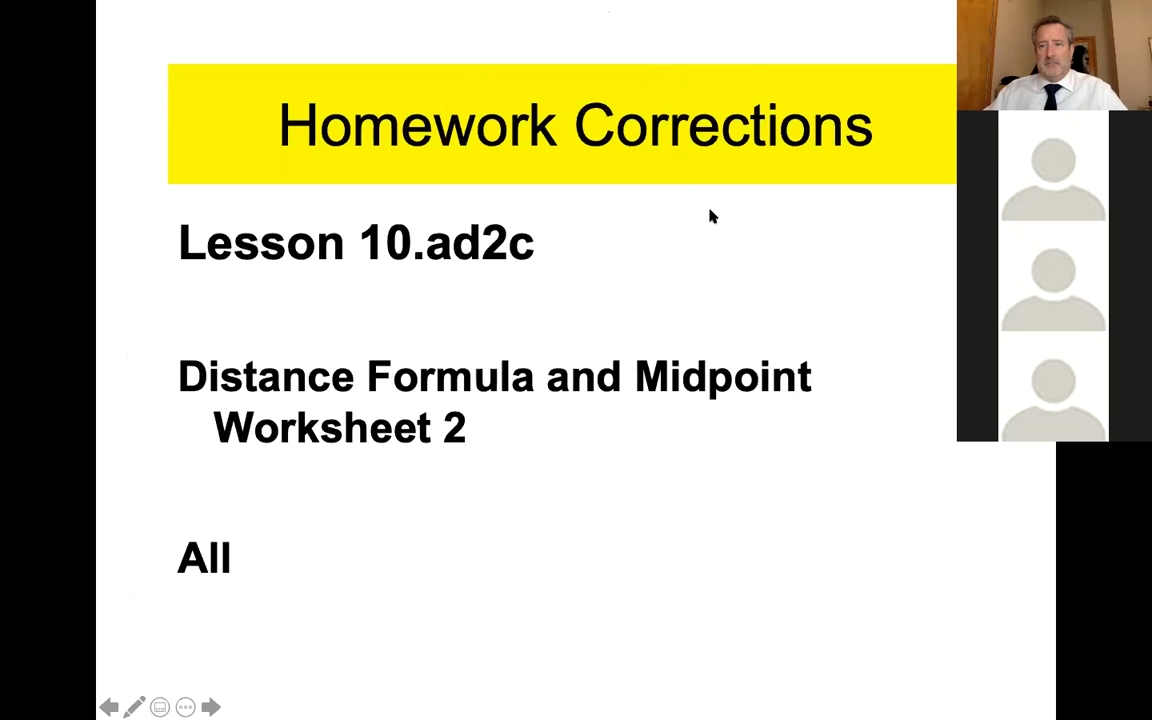 Homework Corrections
Lesson 10.ad2c
Distance Formula and Midpoint
Worksheet 2
All